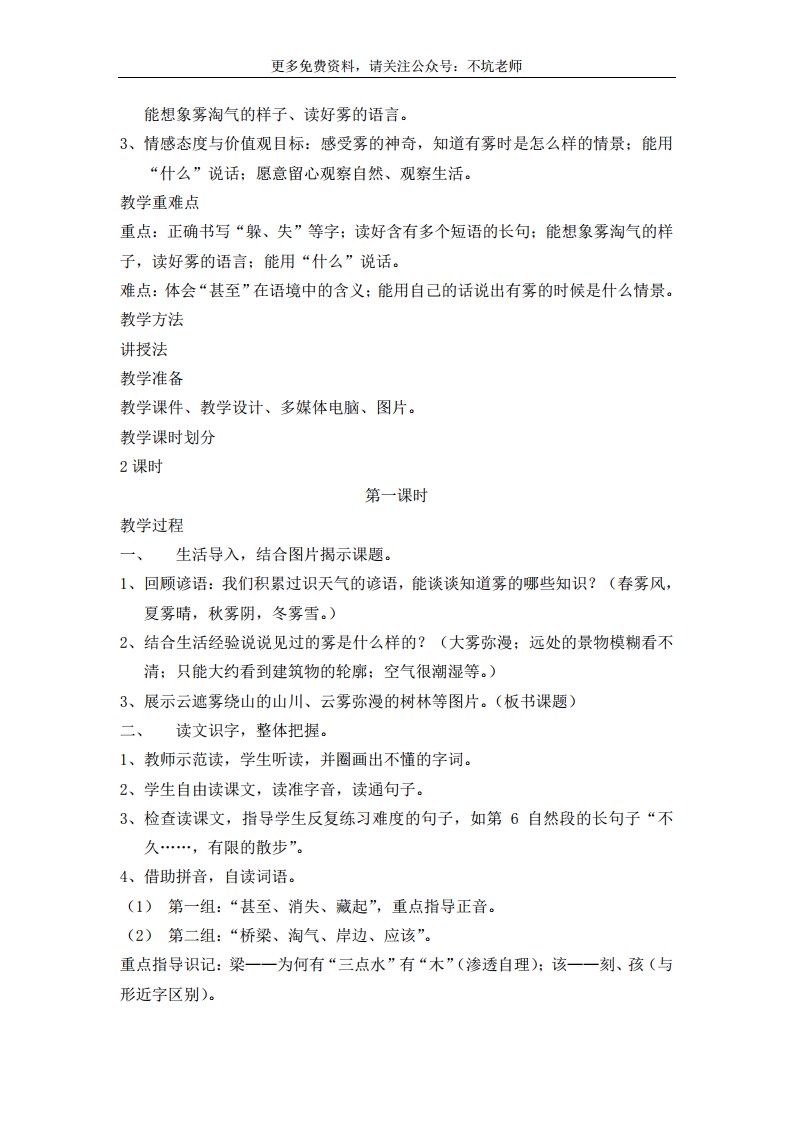 更多免费资料，请关注公众号：不坑老师
能想象雾淘气的样子、读好雾的语言。
3、情感态度与价值观目标：感受雾的神奇，知道有雾时是怎么样的情景；能用
“什么”说话；愿意留心观察自然、观察生活。
教学重难点
重点：正确书写“躲、失”等字；读好含有多个短语的长句；能想象雾淘气的样
子，读好雾的语言；能用“什么”说话。
难点：体会“甚至”在语境中的含义；能用自己的话说出有雾的时候是什么情景。
教学方法
讲授法
教学准备
教学课件、教学设计、多媒体电脑、图片。
教学课时划分
2 课时
第一课时
教学过程
一、 生活导入，结合图片揭示课题。
1、回顾谚语：我们积累过识天气的谚语，能谈谈知道雾的哪些知识？（春雾风，
夏雾晴，秋雾阴，冬雾雪。）
2、结合生活经验说说见过的雾是什么样的？（大雾弥漫；远处的景物模糊看不
清；只能大约看到建筑物的轮廓；空气很潮湿等。）
3、展示云遮雾绕山的山川、云雾弥漫的树林等图片。（板书课题）
二、 读文识字，整体把握。
1、教师示范读，学生听读，并圈画出不懂的字词。
2、学生自由读课文，读准字音，读通句子。
3、检查读课文，指导学生反复练习难度的句子，如第 6 自然段的长句子“不
久……，有限的散步”。
4、借助拼音，自读词语。
（1） 第一组：“甚至、消失、藏起”，重点指导正音。
（2） 第二组：“桥梁、淘气、岸边、应该”。
重点指导识记：梁——为何有“三点水”有“木”（渗透自理）；该——刻、孩（与
形近字区别）。